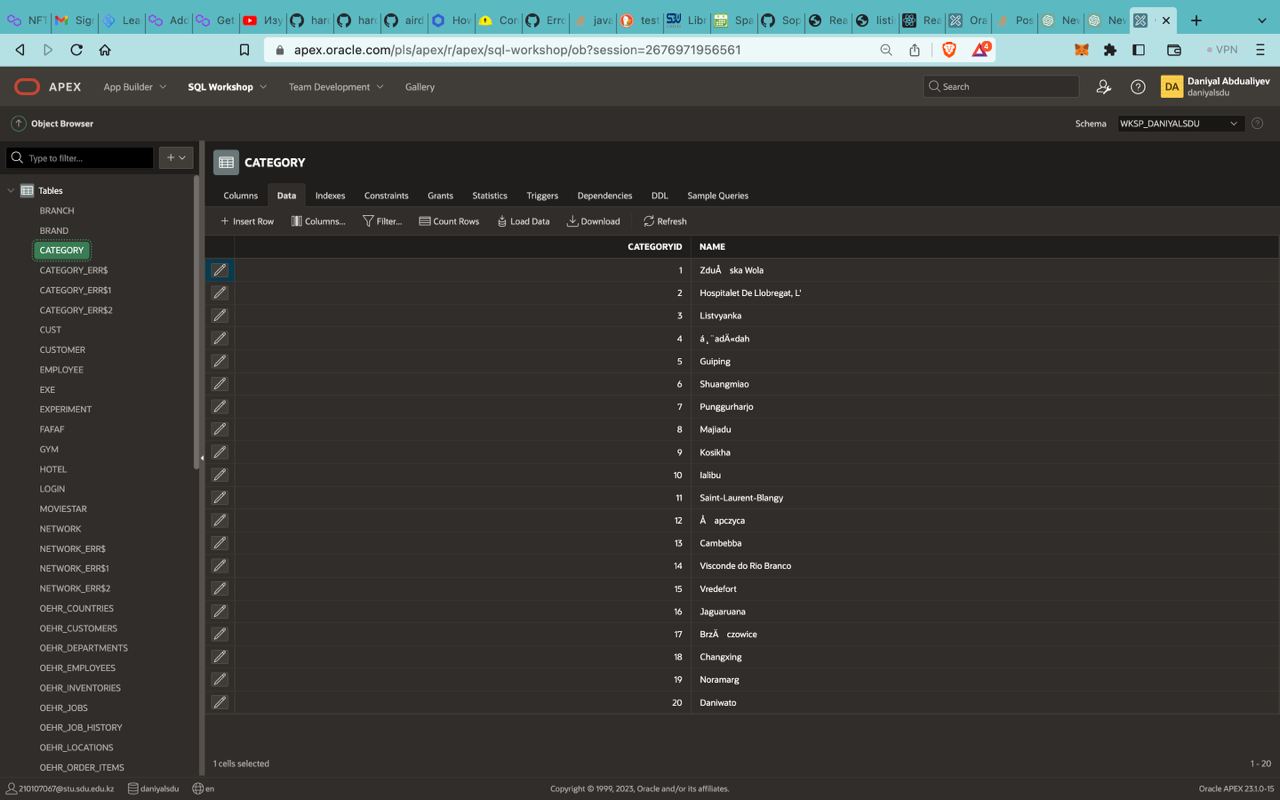 NFT
Sign
Lea
Add
Get
Изу
hard
hard
aird
How
Cor
Erro
java
test
Libr
Spa
Sop
Rea
listi
Rea
Ora
Pos
Nev
Nev
apex.oracle.com/pls/apex/r/apex/sql-workshop/ob?session=2676971956561
4
VPN
APEX
App Builder
SQL Workshop
Team Development
Gallery
Search
DA
Daniyal Abdualiyev
daniyalsdu
Object Browser
Schema
WKSP_DANIYALSDU
Type to filter...
CATEGORY
Tables
BRANCH
BRAND
CATEGORY
CATEGORY_ERR$
CATEGORY_ERR$1
CATEGORY_ERR$2
CUST
CUSTOMER
EMPLOYEE
EXE
EXPERIMENT
FAFAF
GYM
HOTEL
LOGIN
MOVIESTAR
NETWORK
NETWORK_ERR$
NETWORK_ERR$1
NETWORK_ERR$2
OEHR_COUNTRIES
OEHR_CUSTOMERS
OEHR_DEPARTMENTS
OEHR_EMPLOYEES
OEHR_INVENTORIES
OEHR_JOBS
OEHR_JOB_HISTORY
OEHR_LOCATIONS
OEHR_ORDER_ITEMS
Columns Data Indexes Constraints Grants Statistics Triggers Dependencies DDL Sample Queries
Insert Row Columns... Filter... Count Rows Load Data Download Refresh
CATEGORYID NAME
1 ZduÅ ska Wola
2 Hospitalet De Llobregat, L'
3 Listvyanka
4 á¸¨adÄ«dah
5 Guiping
6 Shuangmiao
7 Punggurharjo
8 Majiadu
9 Kosikha
10 Ialibu
11 Saint-Laurent-Blangy
12 Å apczyca
13 Cambebba
14 Visconde do Rio Branco
15 Vredefort
16 Jaguaruana
17 BrzÄ czowice
18 Changxing
19 Noramarg
20 Daniwato
1 cells selected
1 - 20
210107067@stu.sdu.edu.kz
daniyalsdu
en
Copyright © 1999, 2023, Oracle and/or its affiliates.
Oracle APEX 23.1.0-15